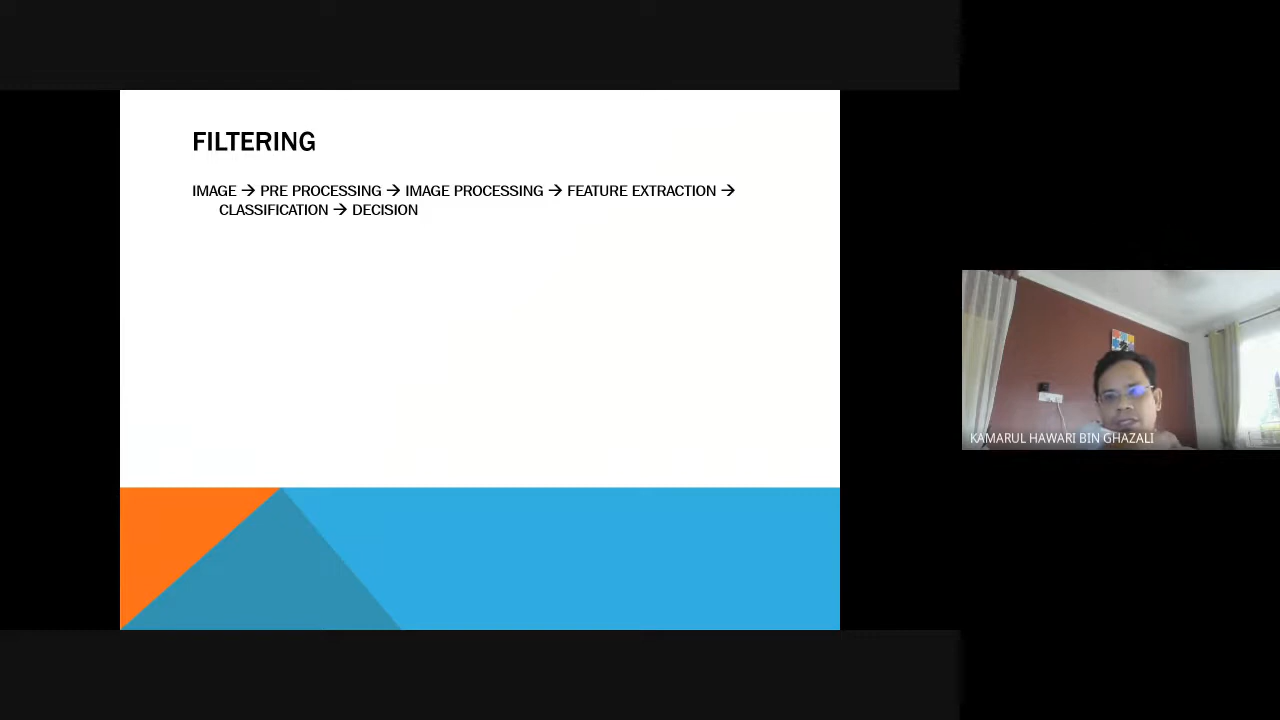 FILTERING
IMAGE → PRE PROCESSING → IMAGE PROCESSING → FEATURE EXTRACTION →
CLASSIFICATION → DECISION
KAMARUL HAWARI BIN GHAZALI